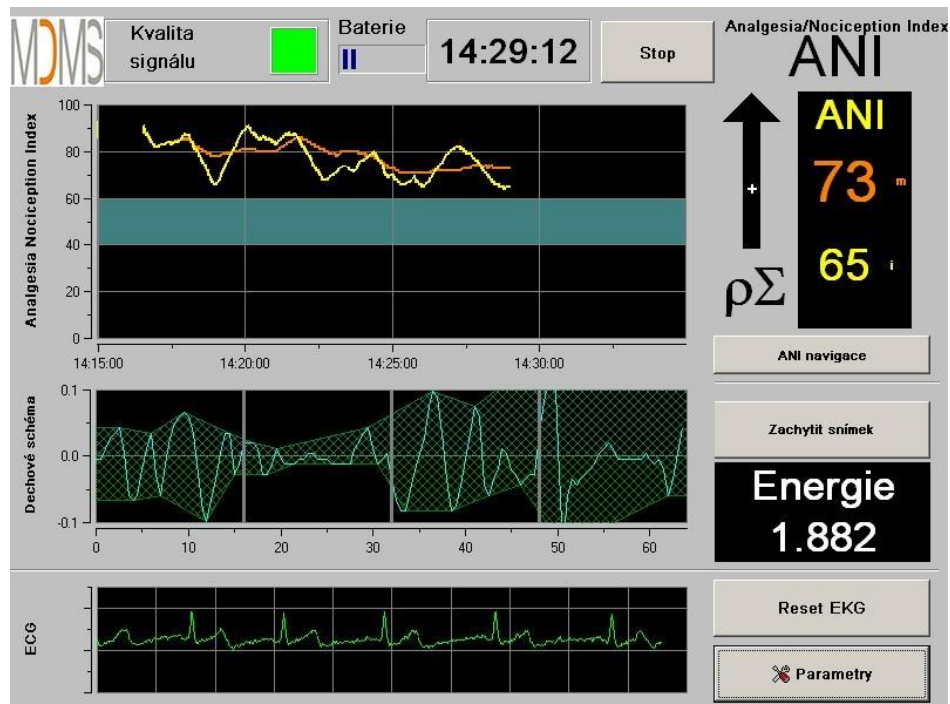 MDMS
Kvalita
signálu
Baterie
14:29:12
Stop
Analgesia/Nociception Index
ANI
Analgesia Nociception Index
100
80
60
40
20
0
14:15:00
14:20:00
14:25:00
14:30:00
+
ρΣ
ANI
73 m
65 i
ANI navigace
Dechové schéma
0.1
0.0
-0.1
0
10
20
30
40
50
60
Zachytit snímek
Energie
1.882
ECG
Reset EKG
Parametry